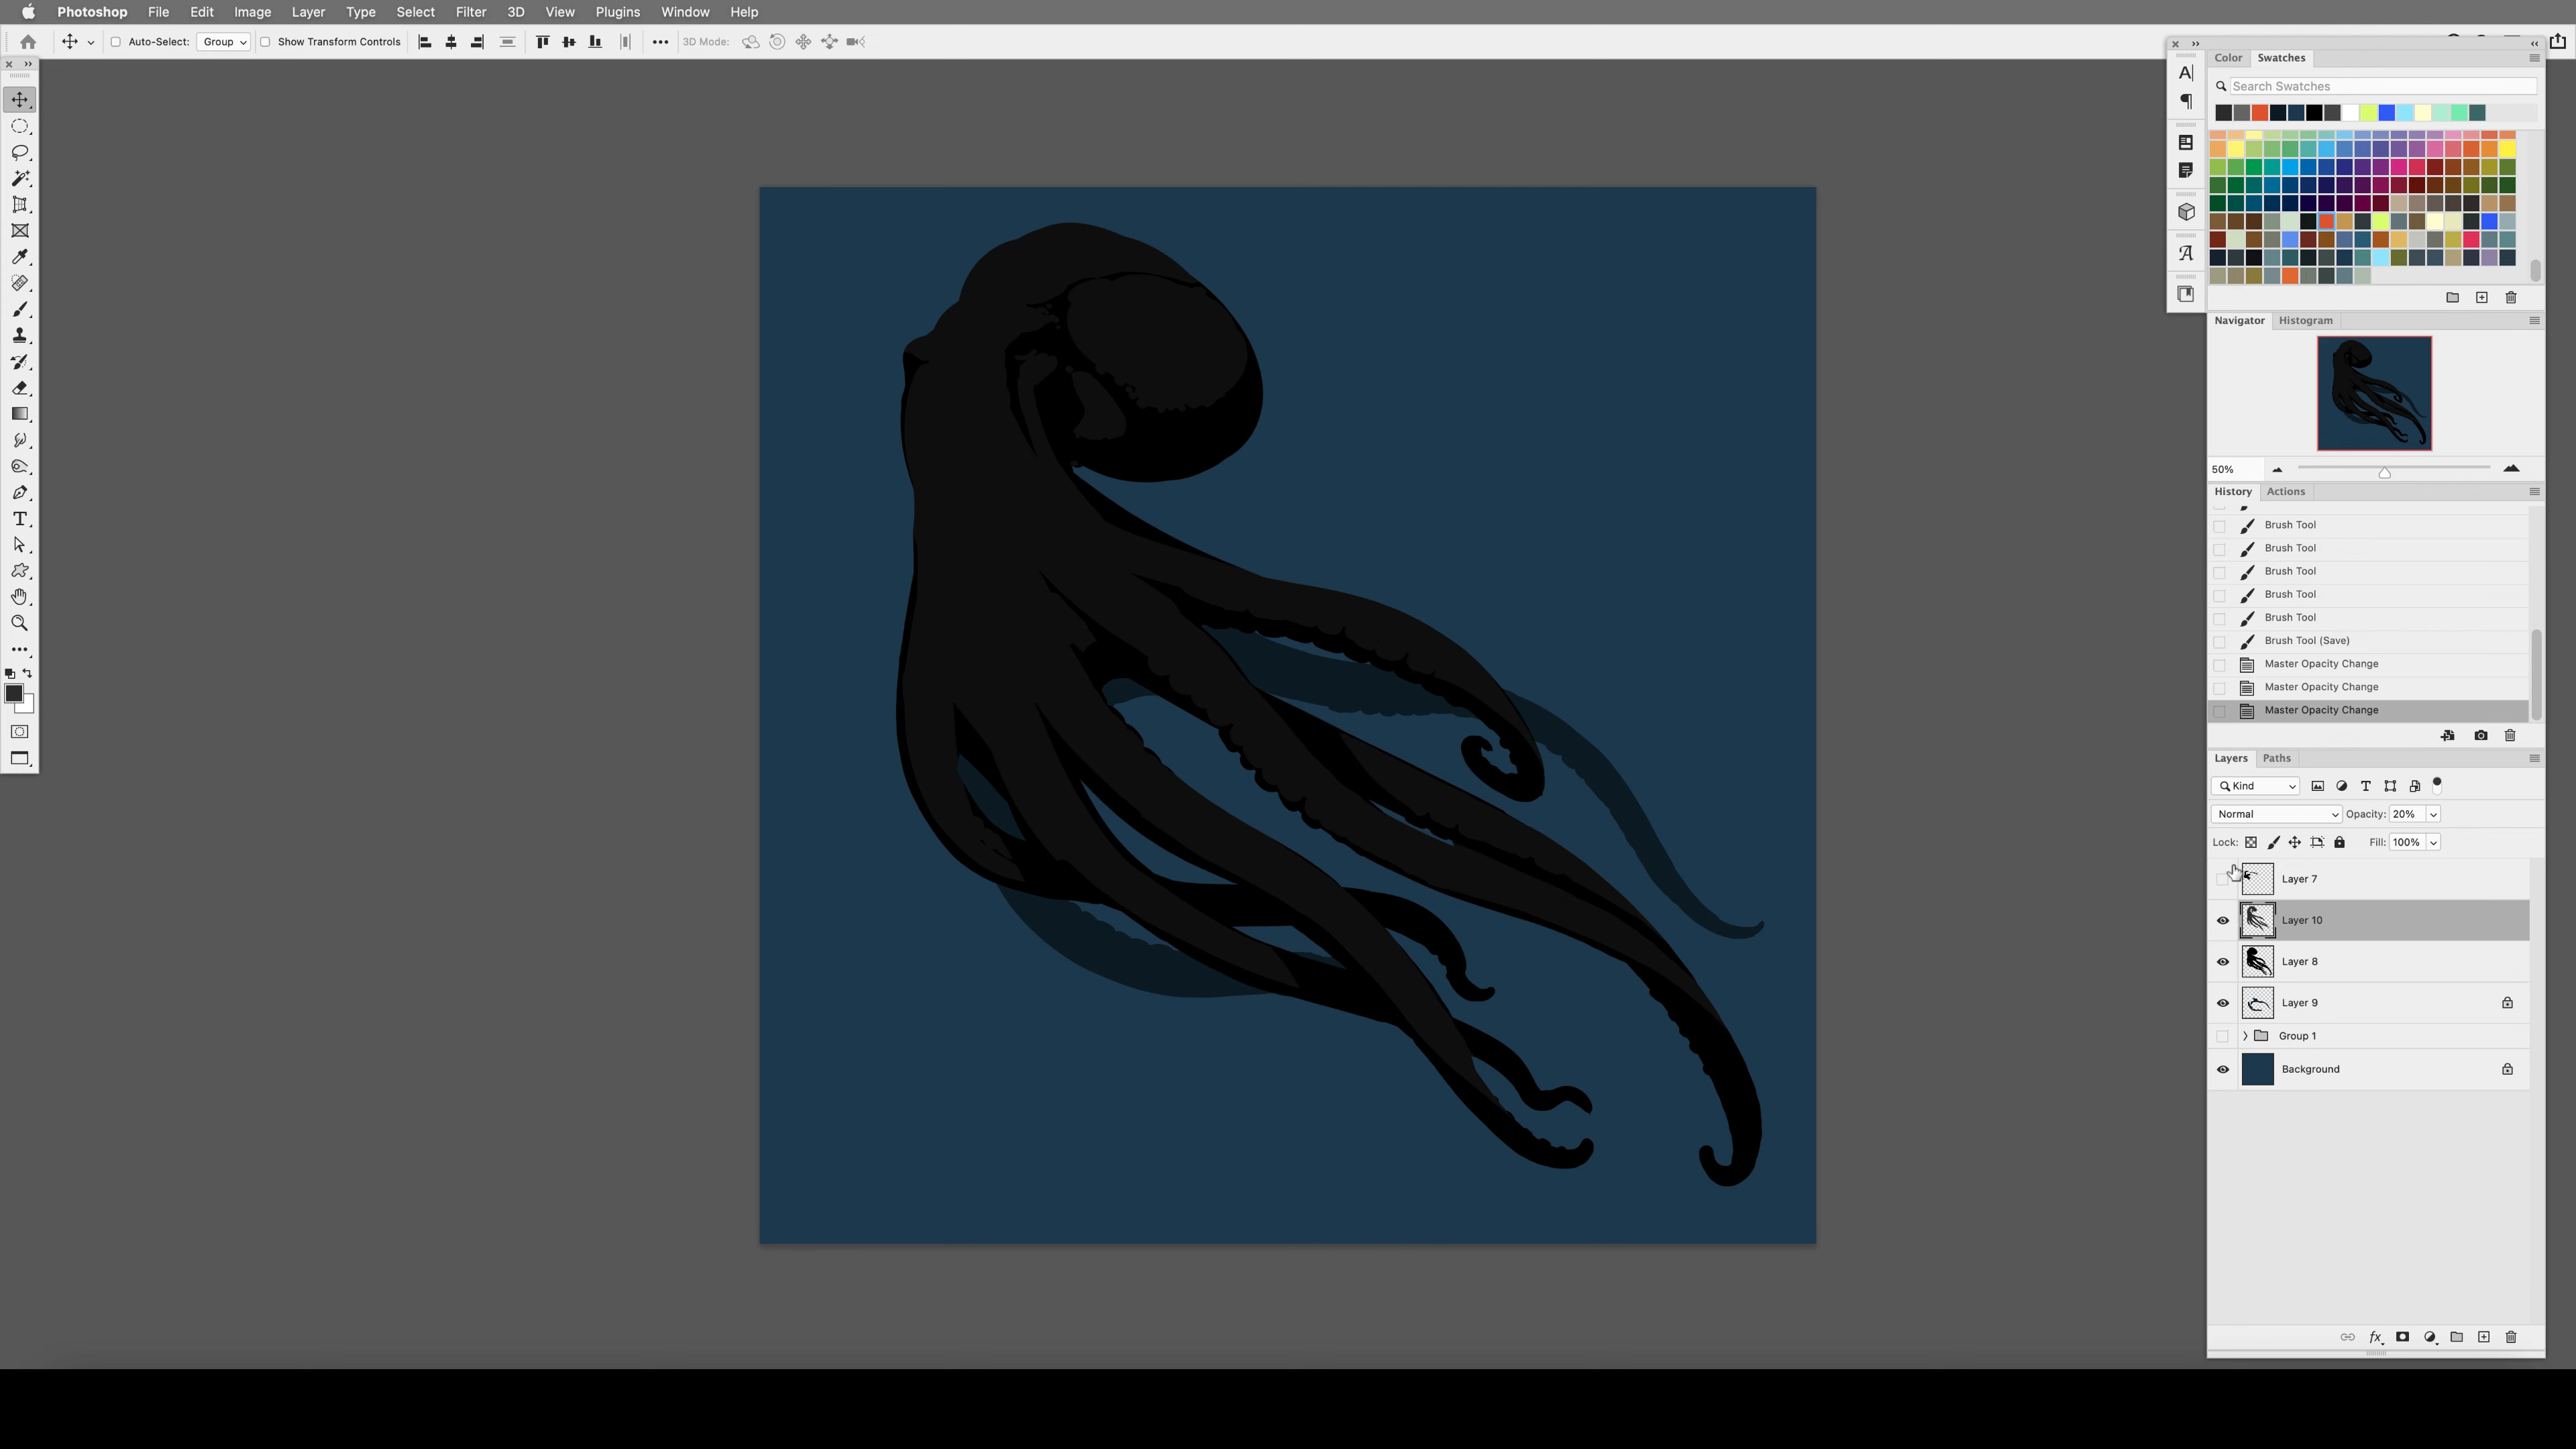 Photoshop File Edit Image Layer Type Select Filter 3D View Plugins Window Help
Auto-Select: Group Show Transform Controls 3D Mode:
Color Swatches
Search Swatches
Navigator Histogram
50%
History Actions
Brush Tool
Brush Tool
Brush Tool
Brush Tool
Brush Tool
Brush Tool (Save)
Master Opacity Change
Master Opacity Change
Master Opacity Change
Layers Paths
Kind
Normal Opacity: 20%
Lock: Fill: 100%
Layer 7
Layer 10
Layer 8
Layer 9
Group 1
Background